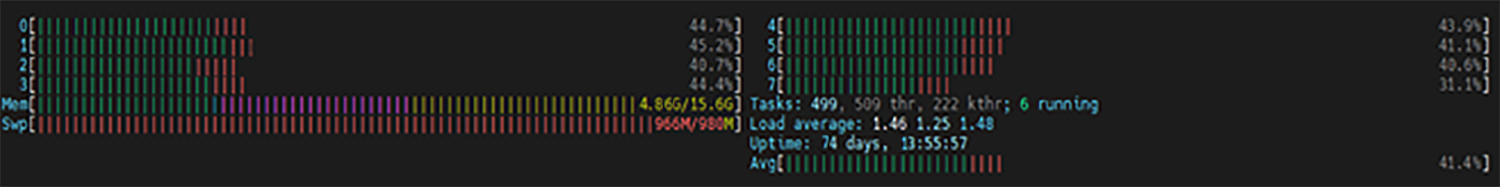 0[ 44.7%] 4[ 43.9%]
1[ 45.2%] 5[ 41.1%]
2[ 40.7%] 6[ 40.6%]
3[ 44.4%] 7[ 31.1%]
Mem[ 4.86G/15.6G] Tasks: 499, 509 thr, 222 kthr; 6 running
Swp[ 966M/980M] Load average: 1.46 1.25 1.48
Uptime: 74 days, 13:55:57
Avg[ 41.4%]